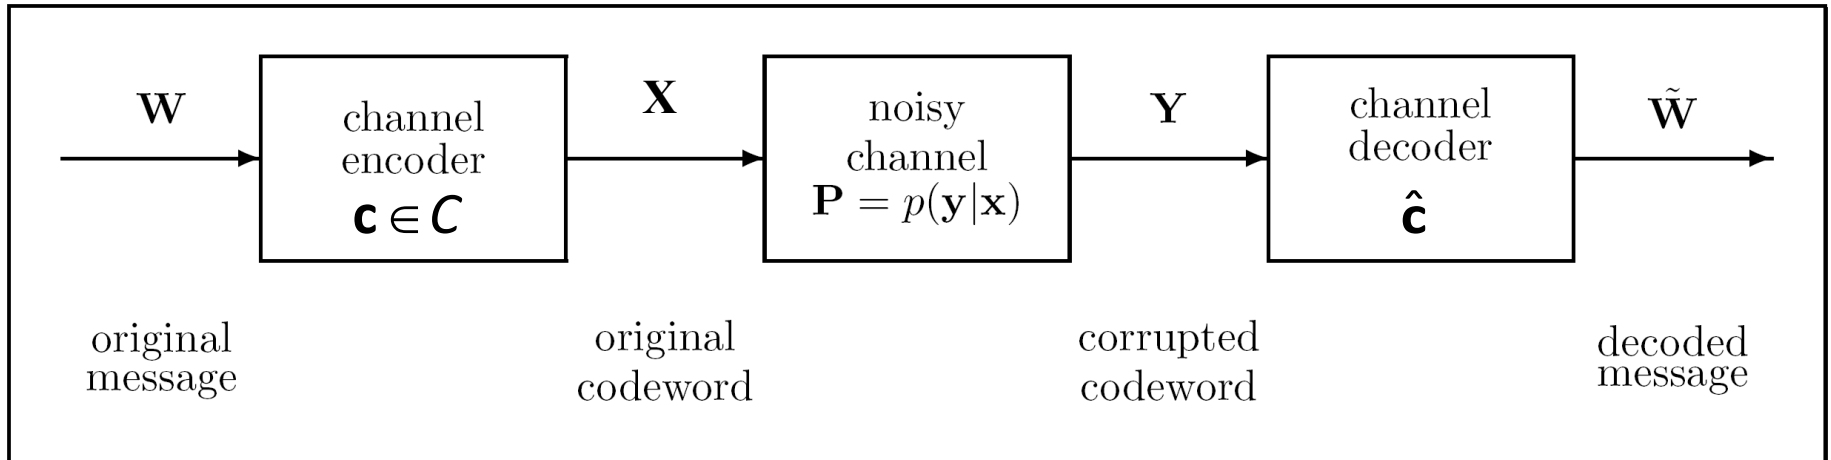 W
channel
encoder
c ∈ C
X
noisy
channel
P = p(y|x)
Y
channel
decoder
ĉ
W̃
original
message
original
codeword
corrupted
codeword
decoded
message